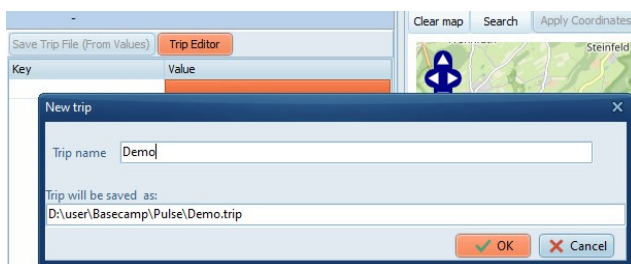 -
Clear map Search Apply Coordinates
Save Trip File (From Values) Trip Editor
Steinfeld
Key Value
New trip
Trip name Demo
Trip will be saved as:
D:\user\Basecamp\Pulse\Demo.trip
OK Cancel